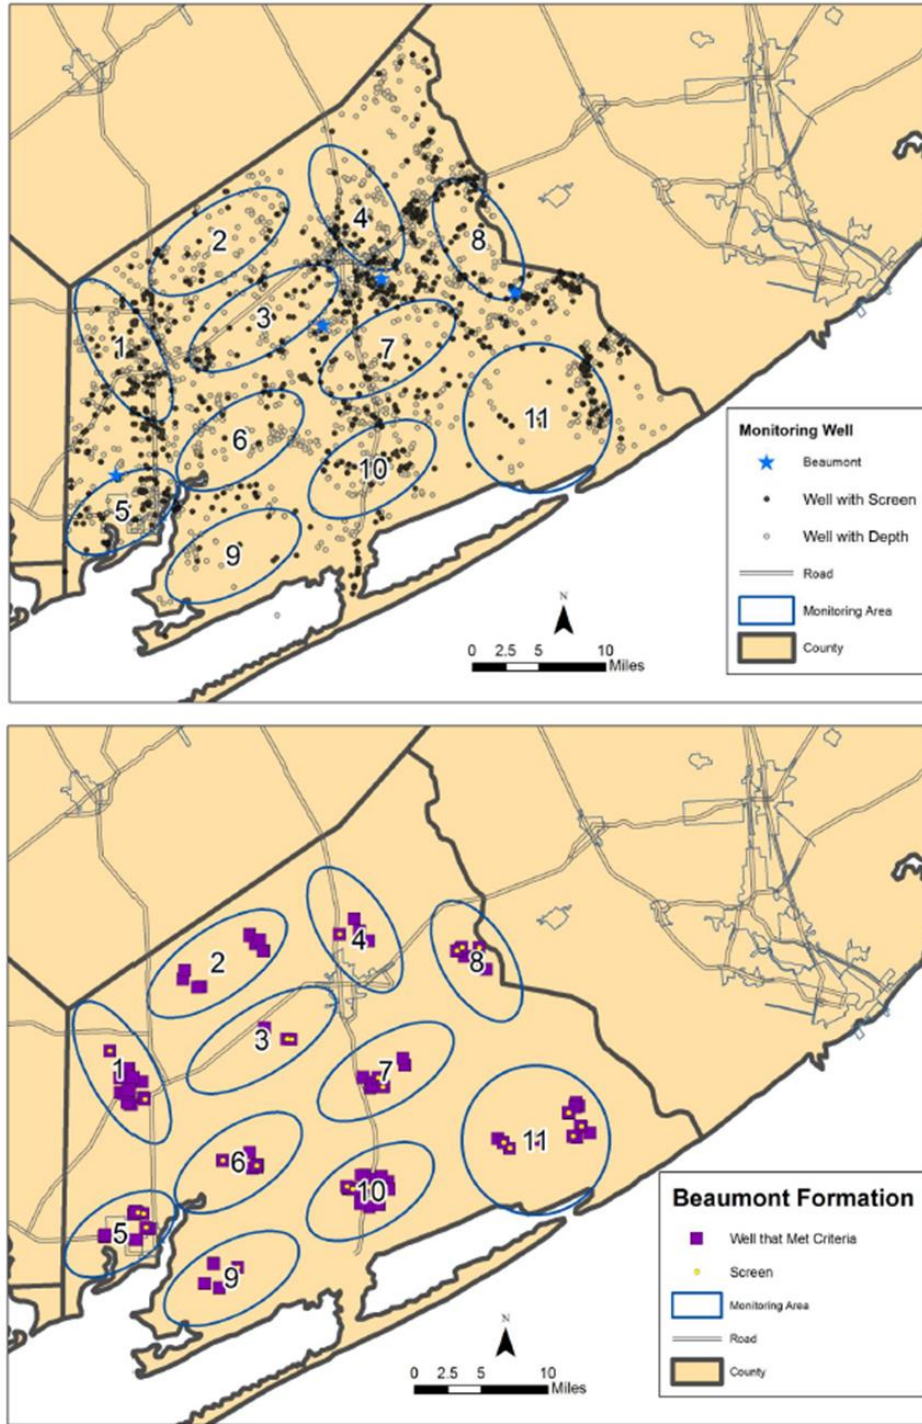 4
2
8
3
1
7
6
11
10
5
9
Monitoring Well
Beaumont
Well with Screen
Well with Depth
Road
Monitoring Area
County
N
0 2.5 5 10
Miles
4
2
8
3
1
7
6
11
10
5
9
Beaumont Formation
Well that Met Criteria
Screen
Monitoring Area
Road
County
N
0 2.5 5 10
Miles